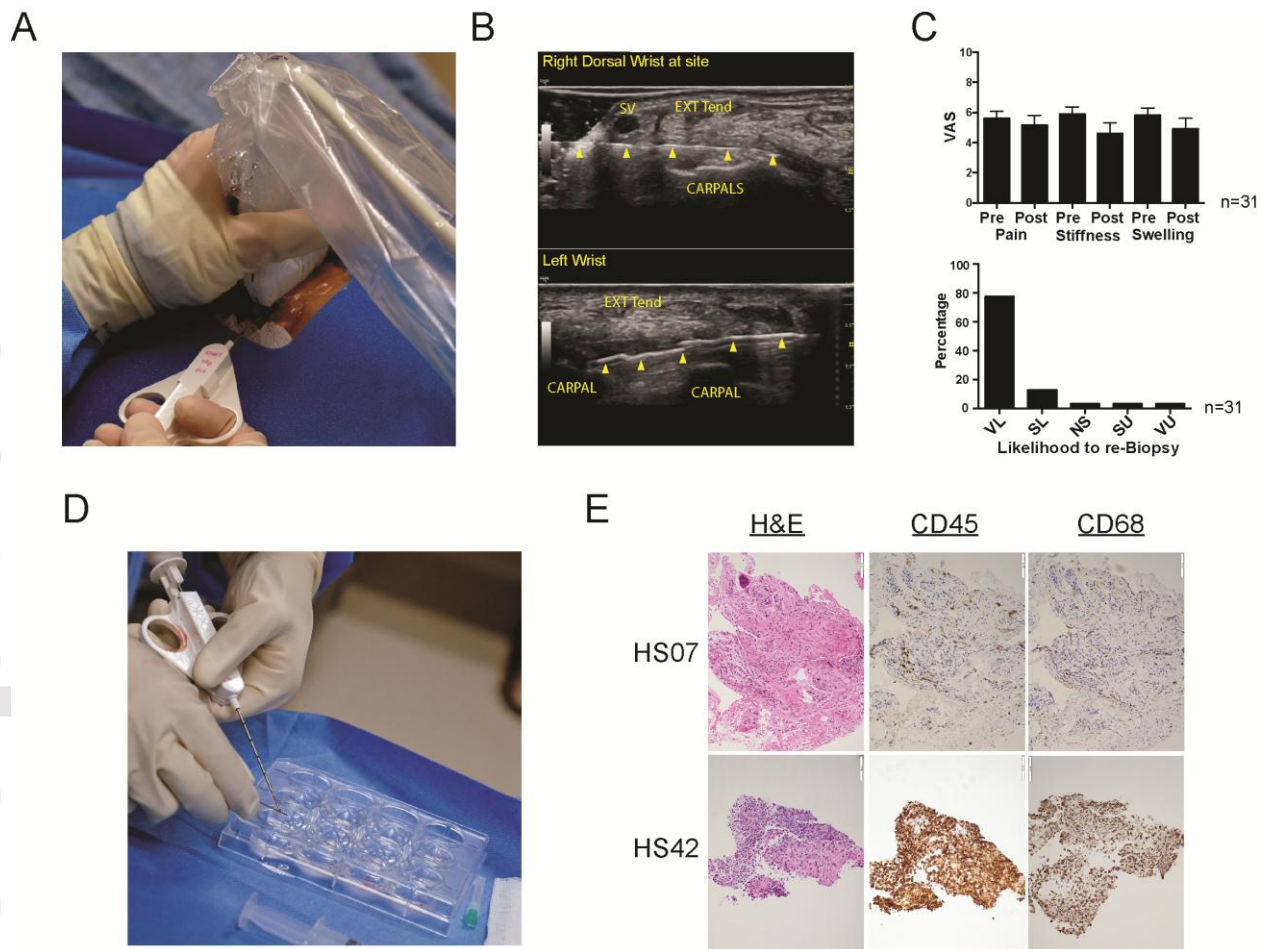 A
B
Right Dorsal Wrist at site
SV
EXT Tend
CARPALS
Left Wrist
EXT Tend
CARPAL
CARPAL
C
10
8
6
4
2
0
VAS
Pre Post Pre Post Pre Post
Pain Stiffness Swelling
n=31
100
80
60
40
20
0
Percentage
VL SL NS SU VU
Likelihood to re-Biopsy
n=31
D
E
H&E CD45 CD68
HS07
HS42